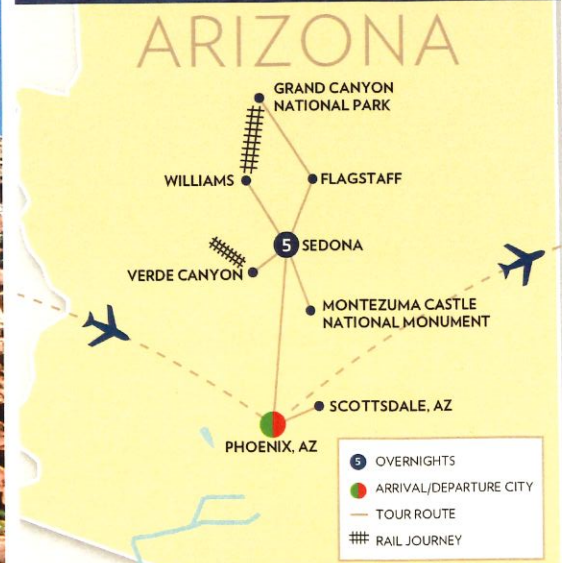 ARIZONA
GRAND CANYON
NATIONAL PARK
WILLIAMS
FLAGSTAFF
5 SEDONA
VERDE CANYON
MONTEZUMA CASTLE
NATIONAL MONUMENT
SCOTTSDALE, AZ
PHOENIX, AZ
5 OVERNIGHTS
ARRIVAL/DEPARTURE CITY
TOUR ROUTE
RAIL JOURNEY